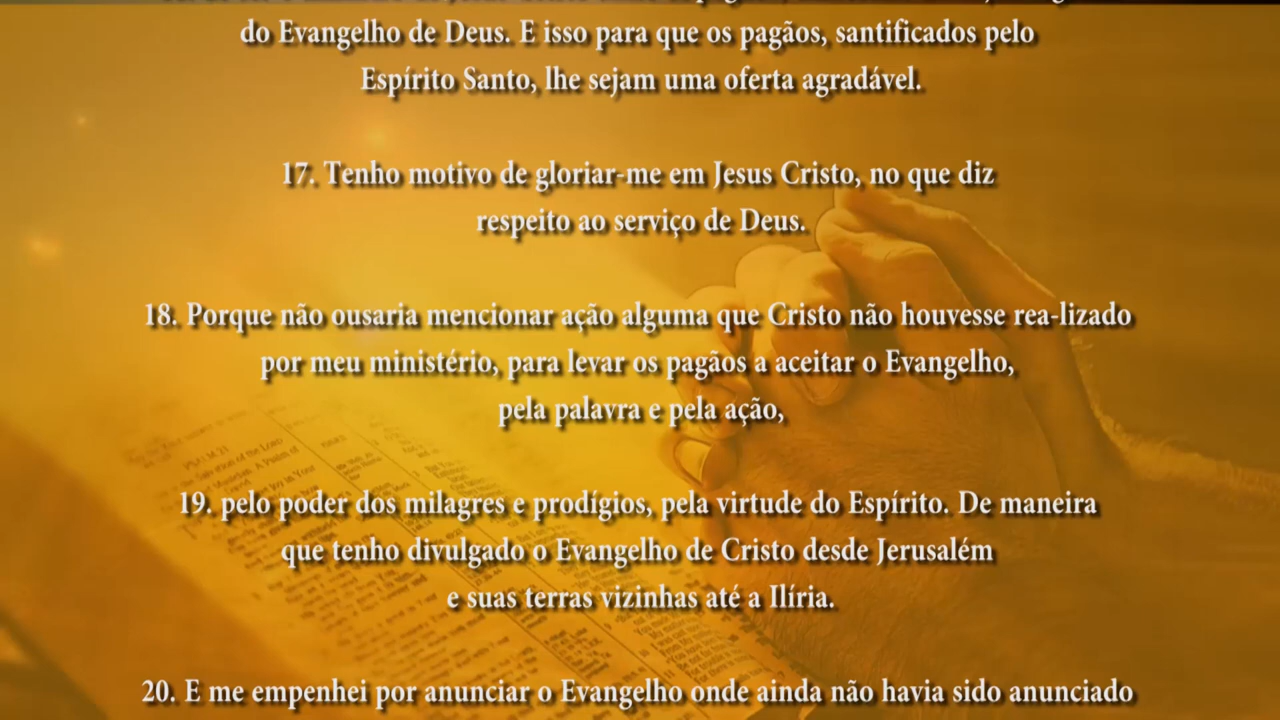 do Evangelho de Deus. E isso para que os pagãos, santificados pelo
Espírito Santo, lhe sejam uma oferta agradável.
17. Tenho motivo de gloriar-me em Jesus Cristo, no que diz
respeito ao serviço de Deus.
18. Porque não ousaria mencionar ação alguma que Cristo não houvesse rea-lizado
por meu ministério, para levar os pagãos a aceitar o Evangelho,
pela palavra e pela ação,
19. pelo poder dos milagres e prodígios, pela virtude do Espírito. De maneira
que tenho divulgado o Evangelho de Cristo desde Jerusalém
e suas terras vizinhas até a Ilíria.
20. E me empenhei por anunciar o Evangelho onde ainda não havia sido anunciado